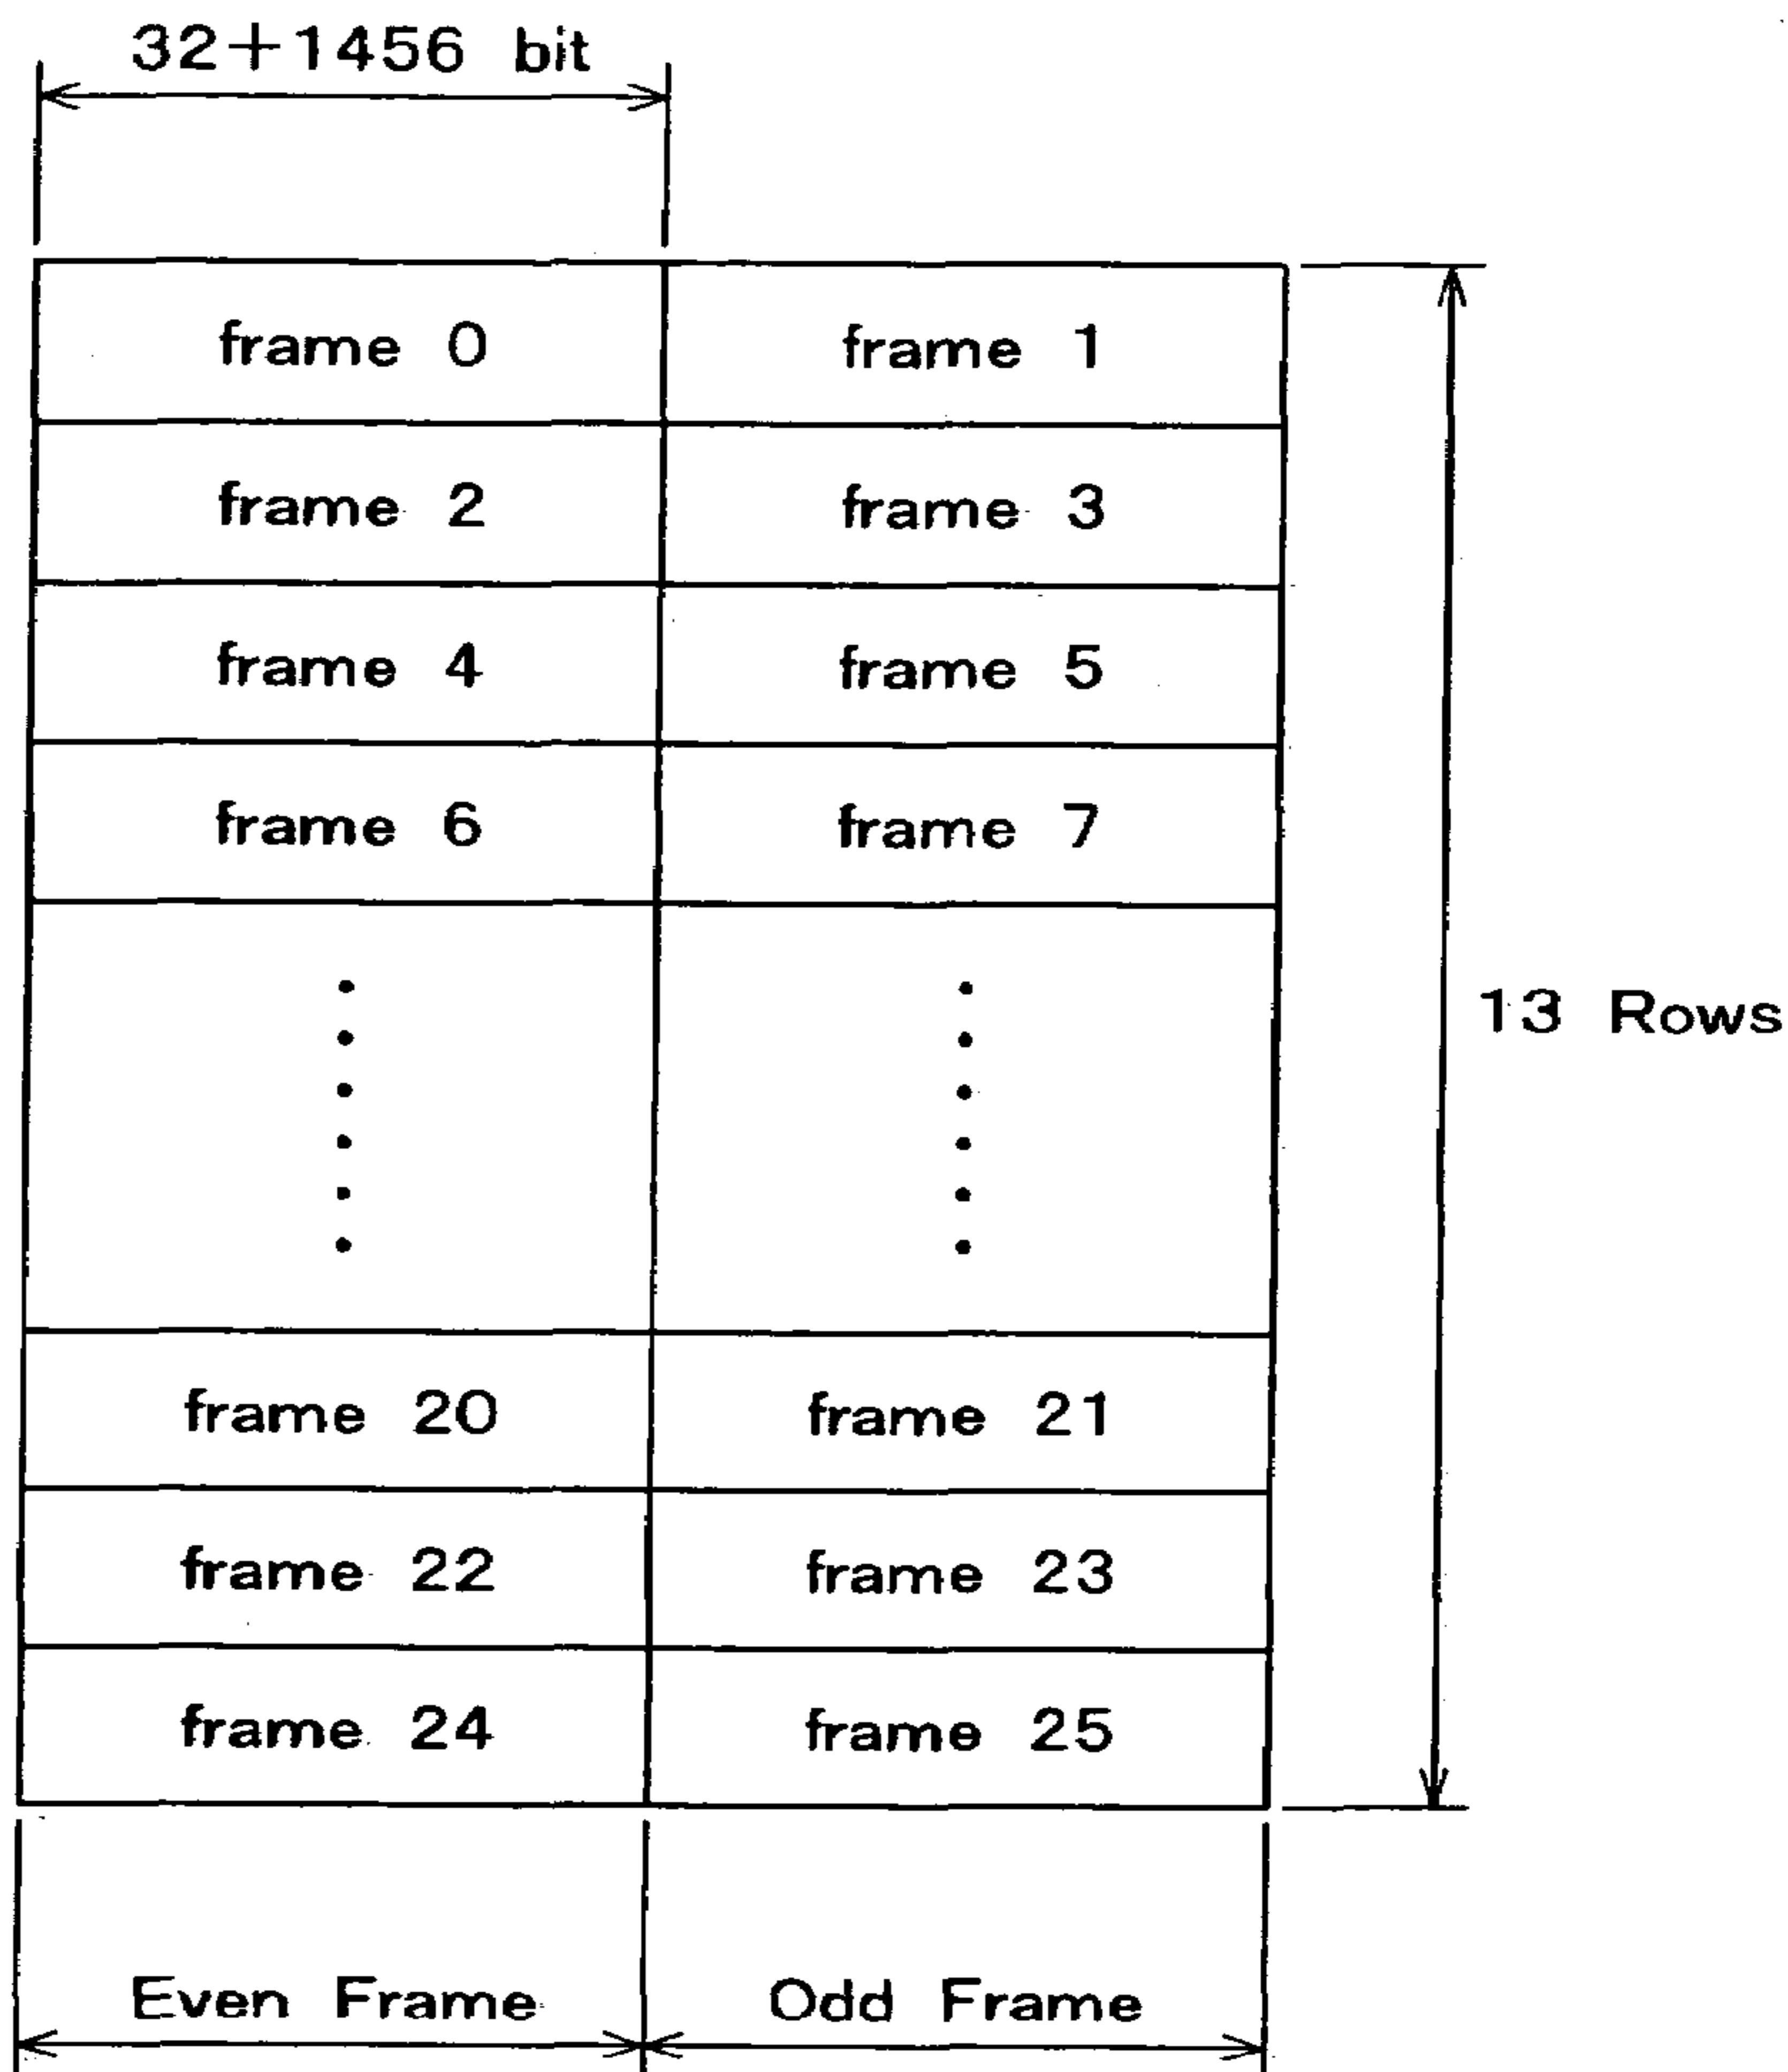 32+1456 bit
frame 0 frame 1
frame 2 frame 3
frame 4 frame 5
frame 6 frame 7
13 Rows
frame 20 frame 21
frame 22 frame 23
frame 24 frame 25
Even Frame Odd Frame